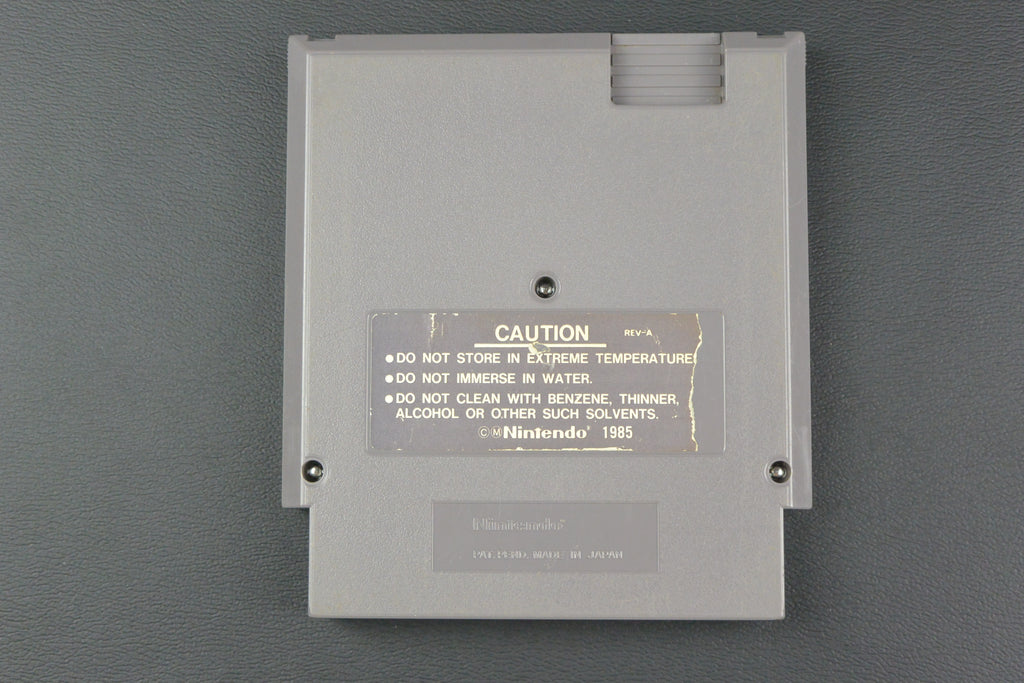 CAUTION REV-A
●DO NOT STORE IN EXTREME TEMPERATURE
●DO NOT IMMERSE IN WATER.
●DO NOT CLEAN WITH BENZENE, THINNER,
ALCOHOL OR OTHER SUCH SOLVENTS.
©Ⓜ Nintendo® 1985
Nintendo®
PAT. PEND. MADE IN JAPAN